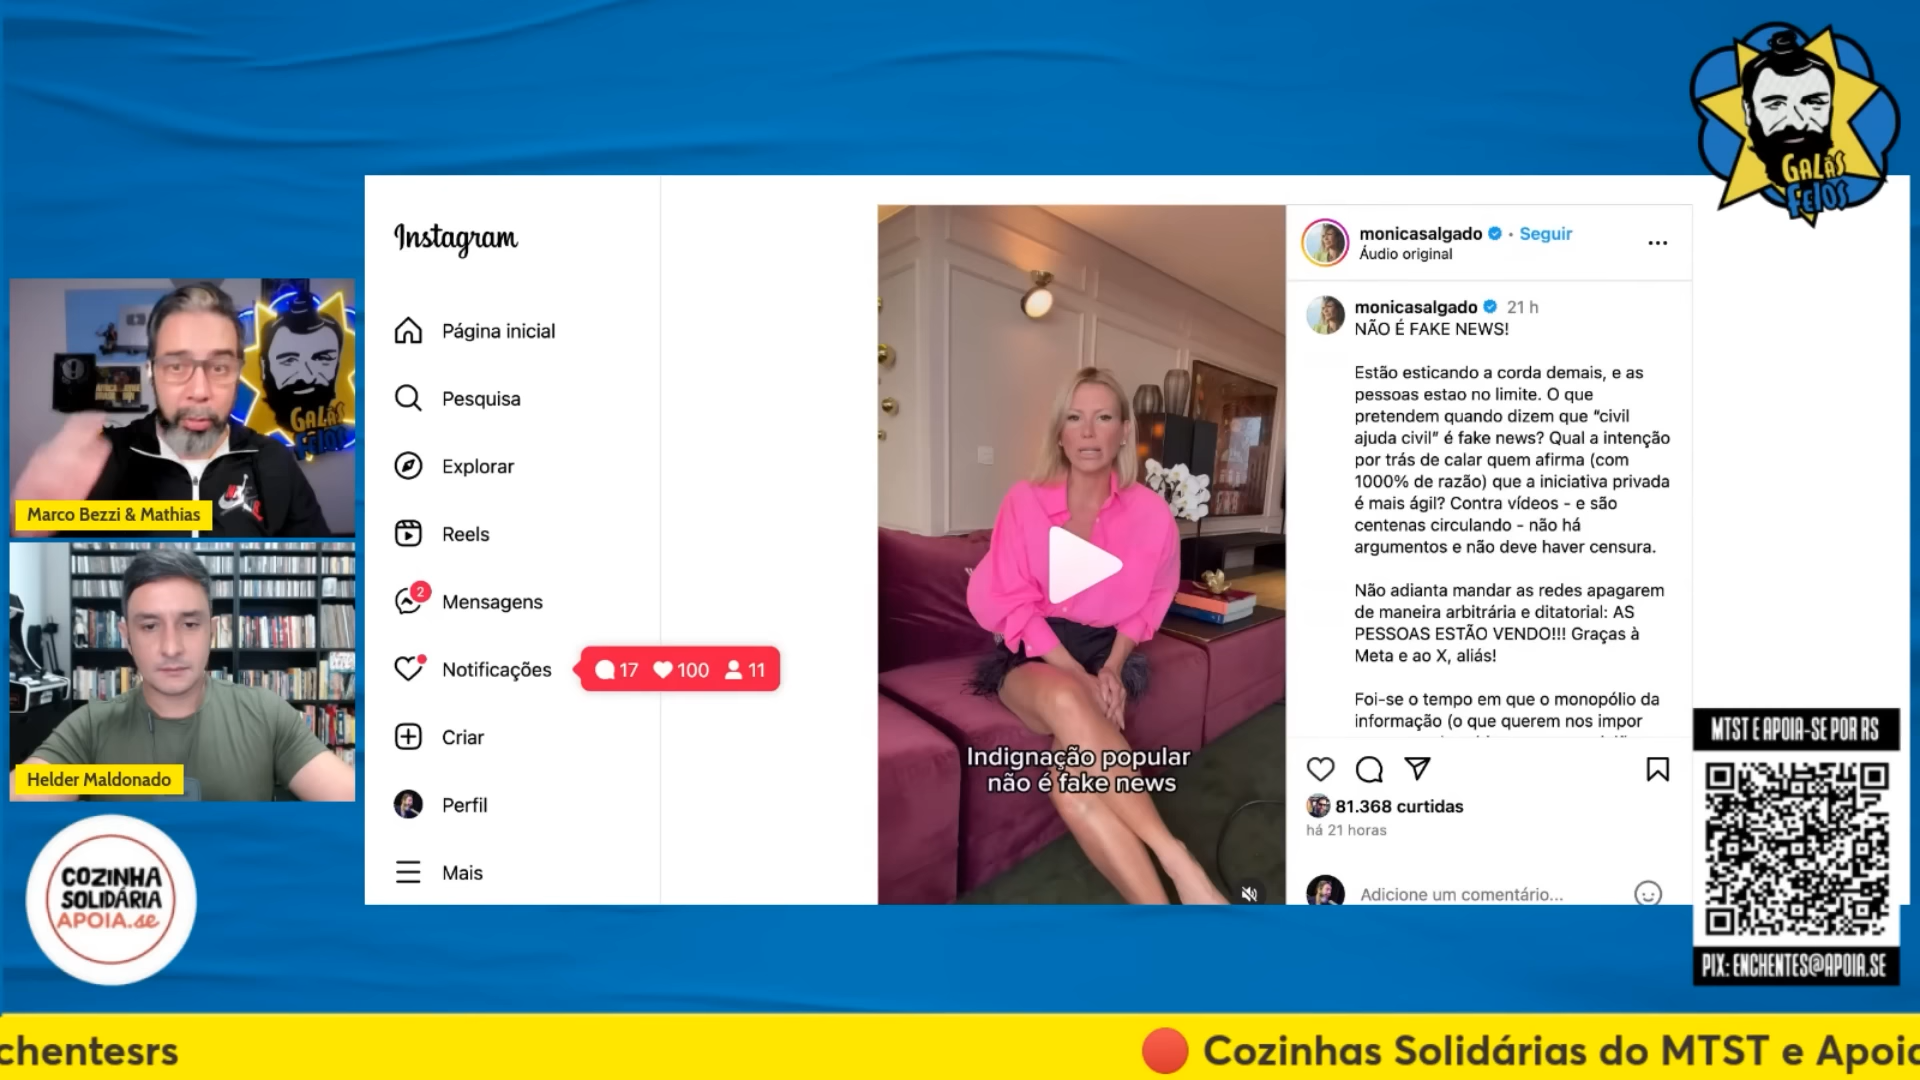 GALÃS
FEIOS
Instagram
Página inicial
Pesquisa
Explorar
Reels
2
Mensagens
Notificações
17 100 11
Criar
Perfil
Mais
GALÃS
FEIOS
Marco Bezzi & Mathias
Helder Maldonado
COZINHA
SOLIDÁRIA
APOIA.se
Indignação popular
não é fake news
monicasalgado • Seguir
Áudio original
monicasalgado 21 h
NÃO É FAKE NEWS!
Estão esticando a corda demais, e as
pessoas estao no limite. O que
pretendem quando dizem que “civil
ajuda civil” é fake news? Qual a intenção
por trás de calar quem afirma (com
1000% de razão) que a iniciativa privada
é mais ágil? Contra vídeos - e são
centenas circulando - não há
argumentos e não deve haver censura.
Não adianta mandar as redes apagarem
de maneira arbitrária e ditatorial: AS
PESSOAS ESTÃO VENDO!!! Graças à
Meta e ao X, aliás!
Foi-se o tempo em que o monopólio da
informação (o que querem nos impor
81.368 curtidas
há 21 horas
Adicione um comentário...
MTST E APOIA-SE POR RS
PIX: ENCHENTES@APOIA.SE
chentesrs
Cozinhas Solidárias do MTST e Apoia